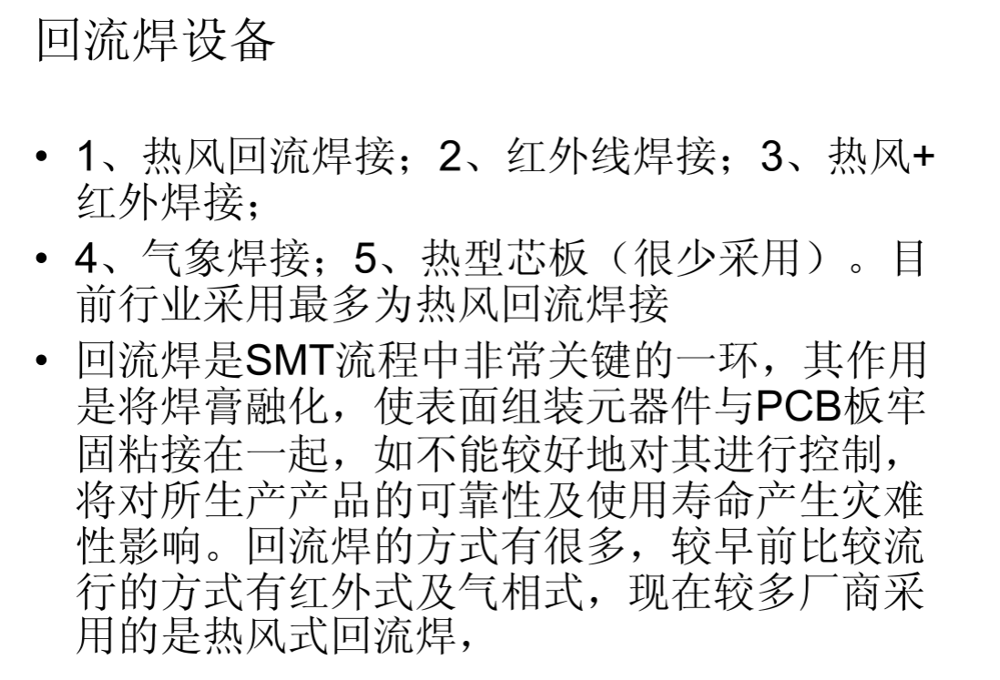 回流焊设备
• 1、热风回流焊接；2、红外线焊接；3、热风+
红外焊接；
• 4、气象焊接；5、热型芯板（很少采用）。目
前行业采用最多为热风回流焊接
• 回流焊是SMT流程中非常关键的一环，其作用
是将焊膏融化，使表面组装元器件与PCB板牢
固粘接在一起，如不能较好地对其进行控制，
将对所生产产品的可靠性及使用寿命产生灾难
性影响。回流焊的方式有很多，较早前比较流
行的方式有红外式及气相式，现在较多厂商采
用的是热风式回流焊，